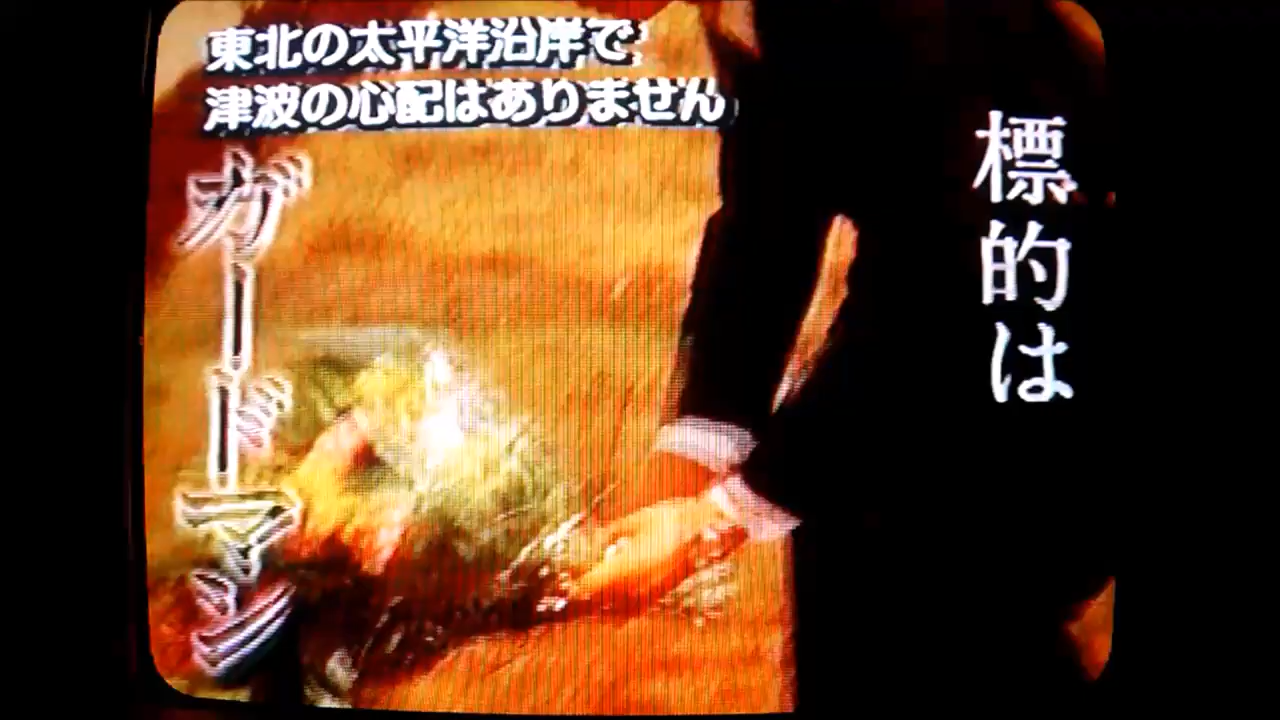 東北の太平洋沿岸で
津波の心配はありません
ガードマン
標的は